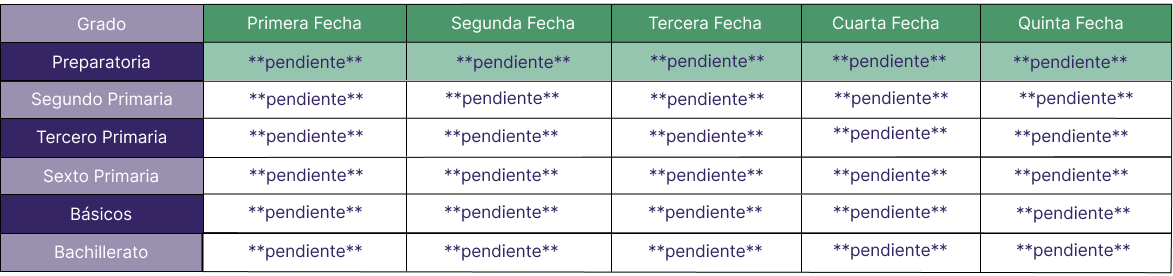 Grado Primera Fecha Segunda Fecha Tercera Fecha Cuarta Fecha Quinta Fecha
Preparatoria **pendiente** **pendiente** **pendiente** **pendiente** **pendiente**
Segundo Primaria **pendiente** **pendiente** **pendiente** **pendiente** **pendiente**
Tercero Primaria **pendiente** **pendiente** **pendiente** **pendiente** **pendiente**
Sexto Primaria **pendiente** **pendiente** **pendiente** **pendiente** **pendiente**
Básicos **pendiente** **pendiente** **pendiente** **pendiente** **pendiente**
Bachillerato **pendiente** **pendiente** **pendiente** **pendiente** **pendiente**